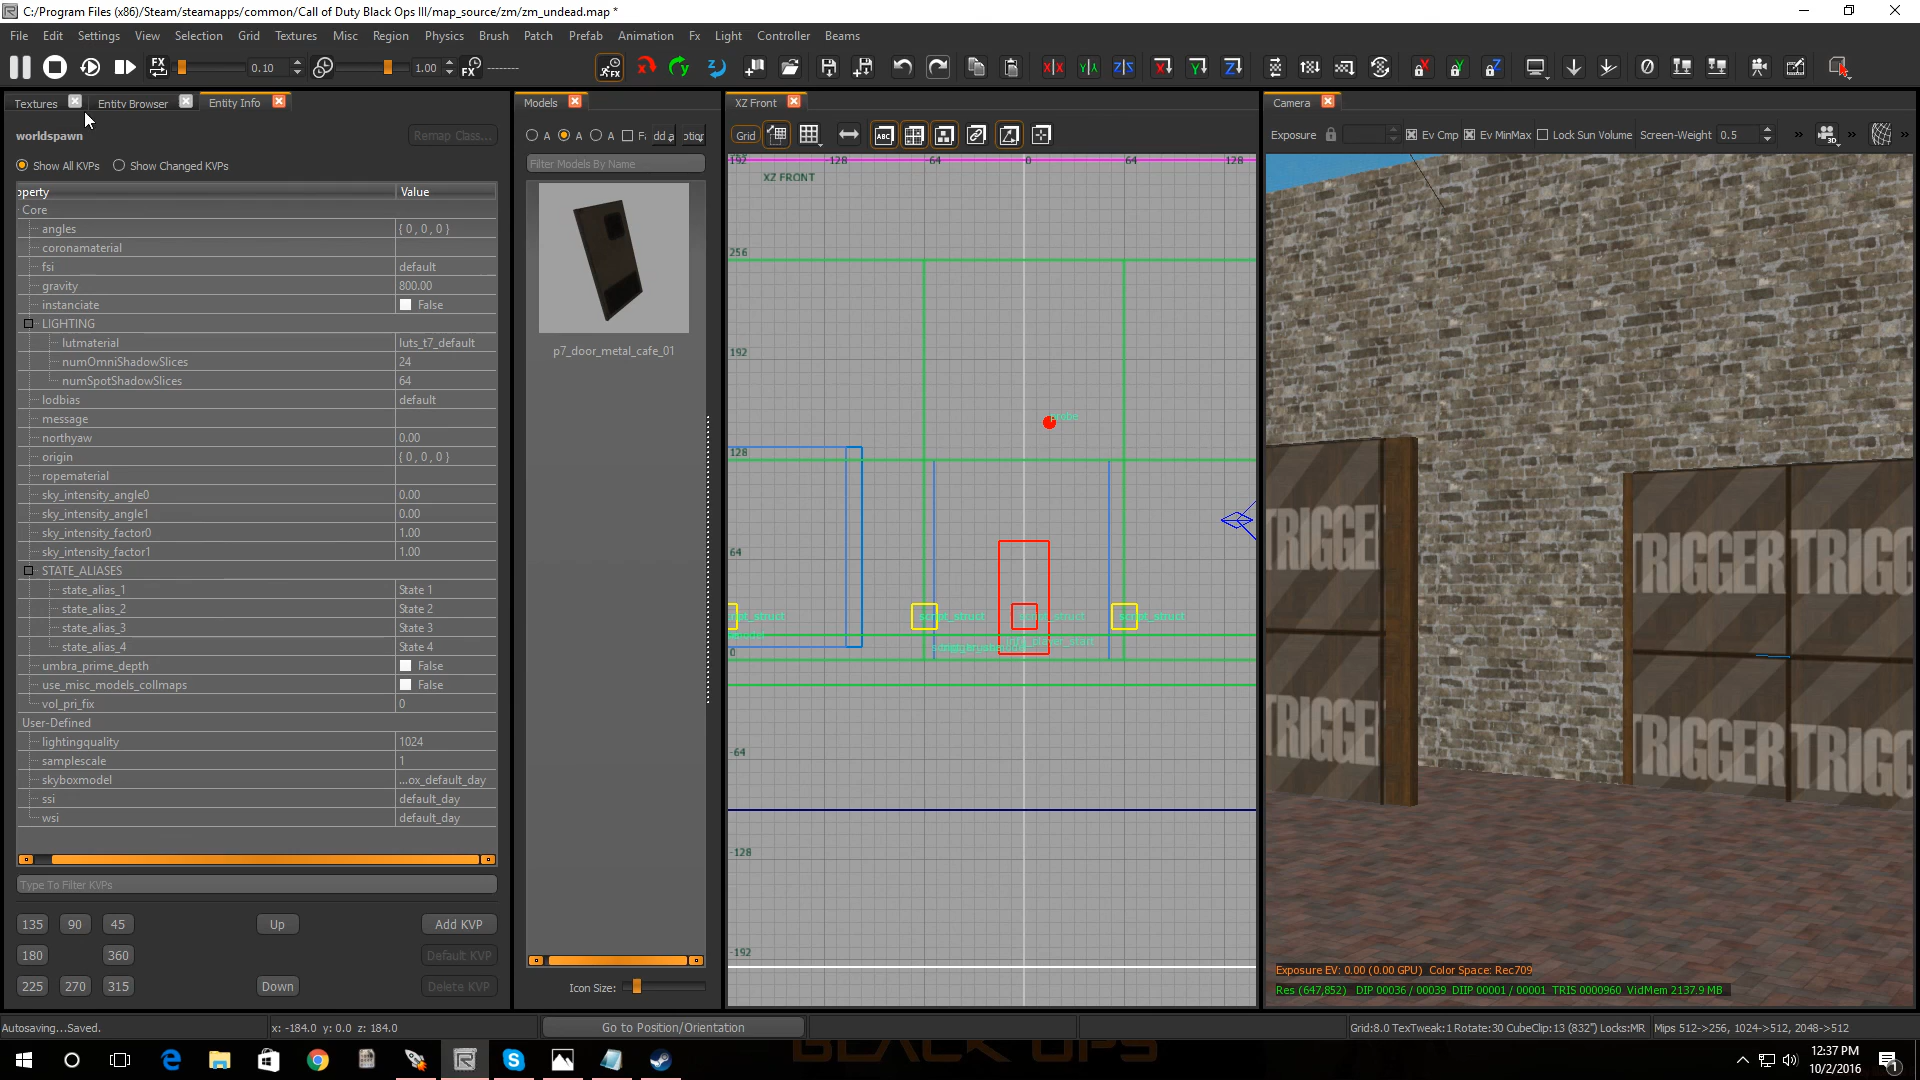 C:/Program Files (x86)/Steam/steamapps/common/Call of Duty Black Ops III/map_source/zm/zm_undead.map *
File Edit Settings View Selection Grid Textures Misc Region Physics Brush Patch Prefab Animation Fx Light Controller Beams
FX 0.10 1.00 FX --------
Textures Entity Browser Entity Info
worldspawn Remap Class...
Show All KVPs Show Changed KVPs
operty Value
Core
angles { 0 , 0 , 0 }
coronamaterial
fsi default
gravity 800.00
instanciate False
LIGHTING
lutmaterial luts_t7_default
numOmniShadowSlices 24
numSpotShadowSlices 64
lodbias default
message
northyaw 0.00
origin { 0 , 0 , 0 }
ropematerial
sky_intensity_angle0 0.00
sky_intensity_angle1 0.00
sky_intensity_factor0 1.00
sky_intensity_factor1 1.00
STATE_ALIASES
state_alias_1 State 1
state_alias_2 State 2
state_alias_3 State 3
state_alias_4 State 4
umbra_prime_depth False
use_misc_models_collmaps False
vol_pri_fix 0
User-Defined
lightingquality 1024
samplescale 1
skyboxmodel ...ox_default_day
ssi default_day
wsi default_day
Type To Filter KVPs
135 90 45 Up Add KVP
180 360 Default KVP
225 270 315 Down Delete KVP
Models
A A A F dd a ption
Filter Models By Name
p7_door_metal_cafe_01
Icon Size:
XZ Front
Grid
192 -128 64 0 64 128
XZ FRONT
256
192
probe
128
64
script_struct script_struct script_struct
0
-64
-128
-192
Camera
Exposure Ev Cmp Ev MinMax Lock Sun Volume Screen-Weight 0.5
TRIGGER TRIGGER TRIGG
TRIGGER TRIGGER TRIGG
Exposure EV: 0.00 (0.00 GPU) Color Space: Rec709
Res (647,852) DIP 00036 / 00039 DIIP 00001 / 00001 TRIS 0000960 VidMem 2137.9 MB
Autosaving...Saved. x: -184.0 y: 0.0 z: 184.0 Go to Position/Orientation Grid:8.0 TexTweak:1 Rotate:30 CubeClip:13 (832") Locks:MR Mips 512->256, 1024->512, 2048->512
BLACK OPS
12:37 PM
10/2/2016
1